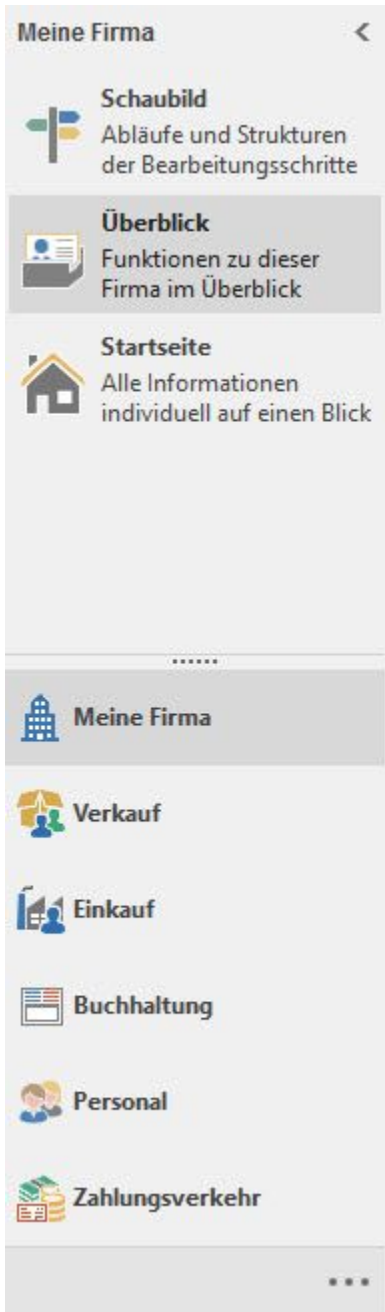 Meine Firma
Schaubild
Abläufe und Strukturen
der Bearbeitungsschritte
Überblick
Funktionen zu dieser
Firma im Überblick
Startseite
Alle Informationen
individuell auf einen Blick
Meine Firma
Verkauf
Einkauf
Buchhaltung
Personal
Zahlungsverkehr